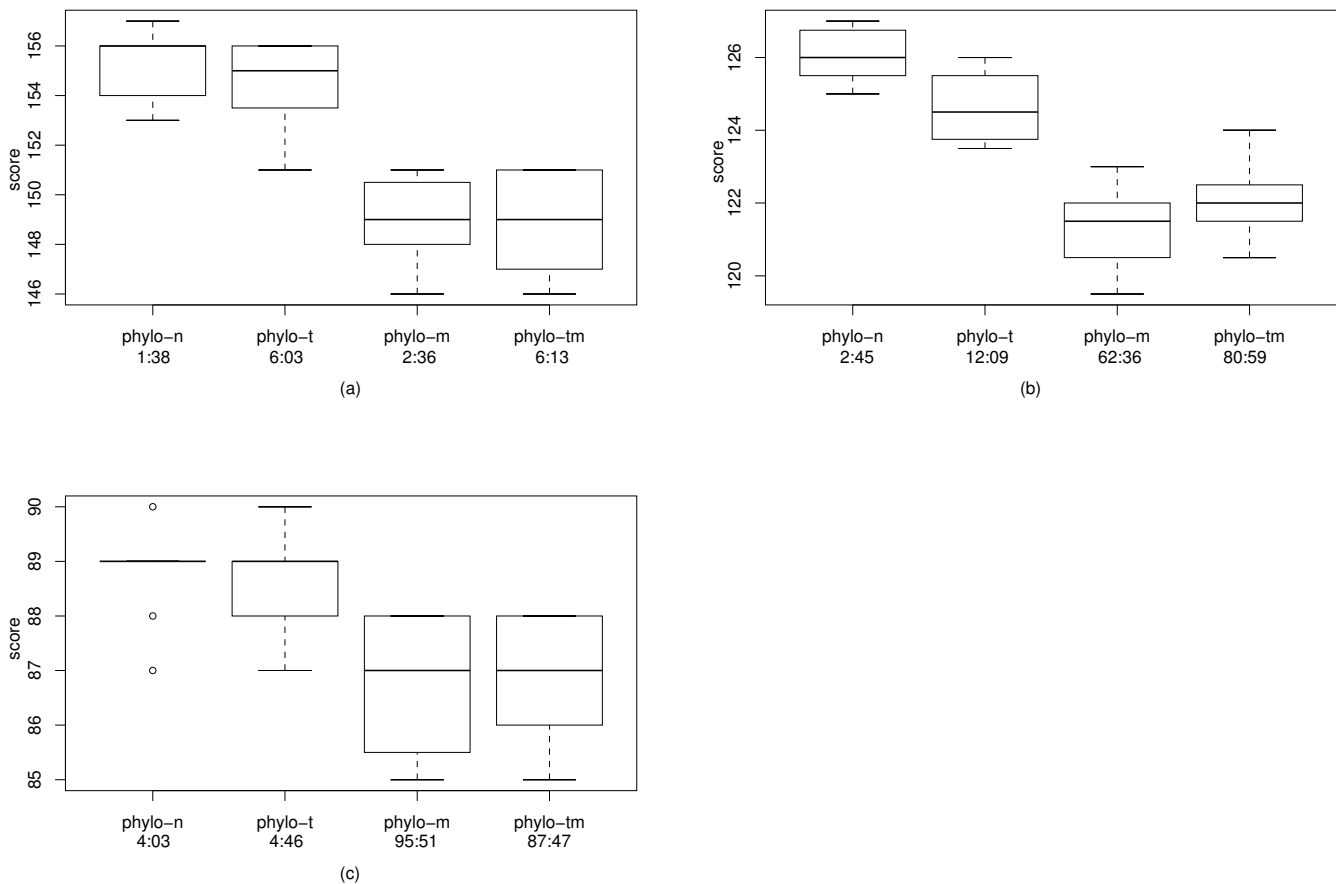 score
156
154
152
150
148
146
phylo−n phylo−t phylo−m phylo−tm
1:38 6:03 2:36 6:13
(a)
score
126
124
122
120
phylo−n phylo−t phylo−m phylo−tm
2:45 12:09 62:36 80:59
(b)
score
90
89
88
87
86
85
phylo−n phylo−t phylo−m phylo−tm
4:03 4:46 95:51 87:47
(c)